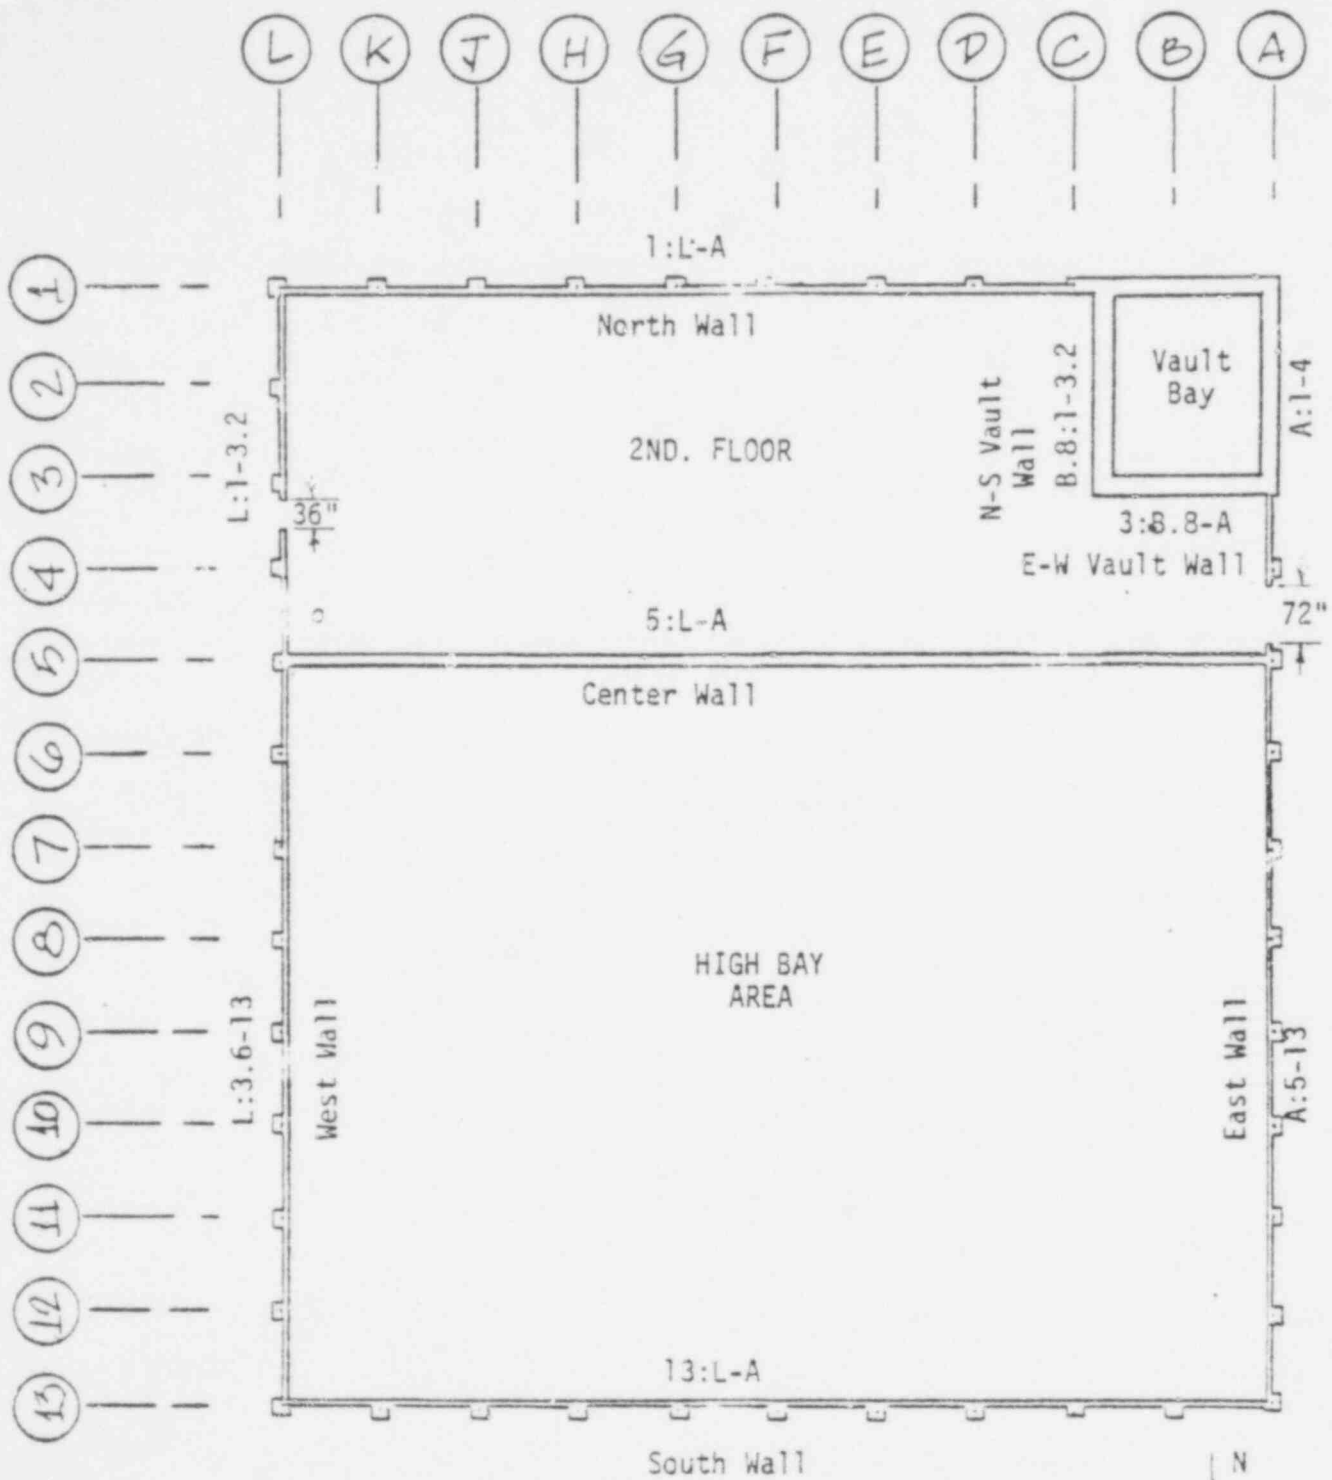 L K J H G F E D C B A
1:L-A
1
North Wall
2
Vault
Bay
A:1-4
L:1-3.2
N-S Vault
Wall
B.8:1-3.2
2ND. FLOOR
3
36"
3:B.8-A
4
E-W Vault Wall
72"
5:L-A
5
Center Wall
6
7
8
HIGH BAY
AREA
9
L:3.6-13
West Wall
East Wall
A:5-13
10
11
12
13:L-A
13
South Wall
N